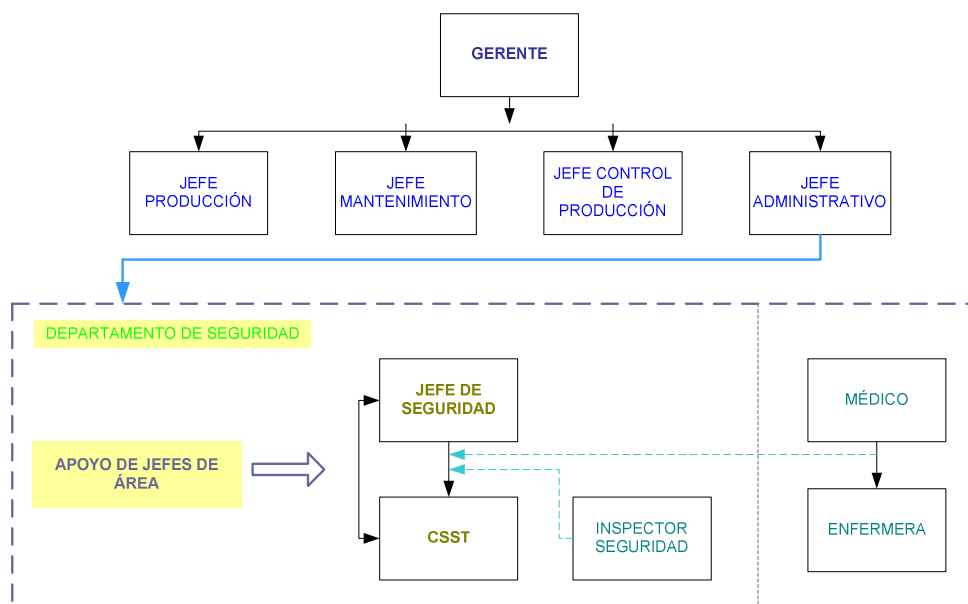 GERENTE
JEFE
PRODUCCIÓN
JEFE
MANTENIMIENTO
JEFE CONTROL
DE
PRODUCCIÓN
JEFE
ADMINISTRATIVO
DEPARTAMENTO DE SEGURIDAD
JEFE DE
SEGURIDAD
MÉDICO
APOYO DE JEFES DE
ÁREA
CSST
INSPECTOR
SEGURIDAD
ENFERMERA